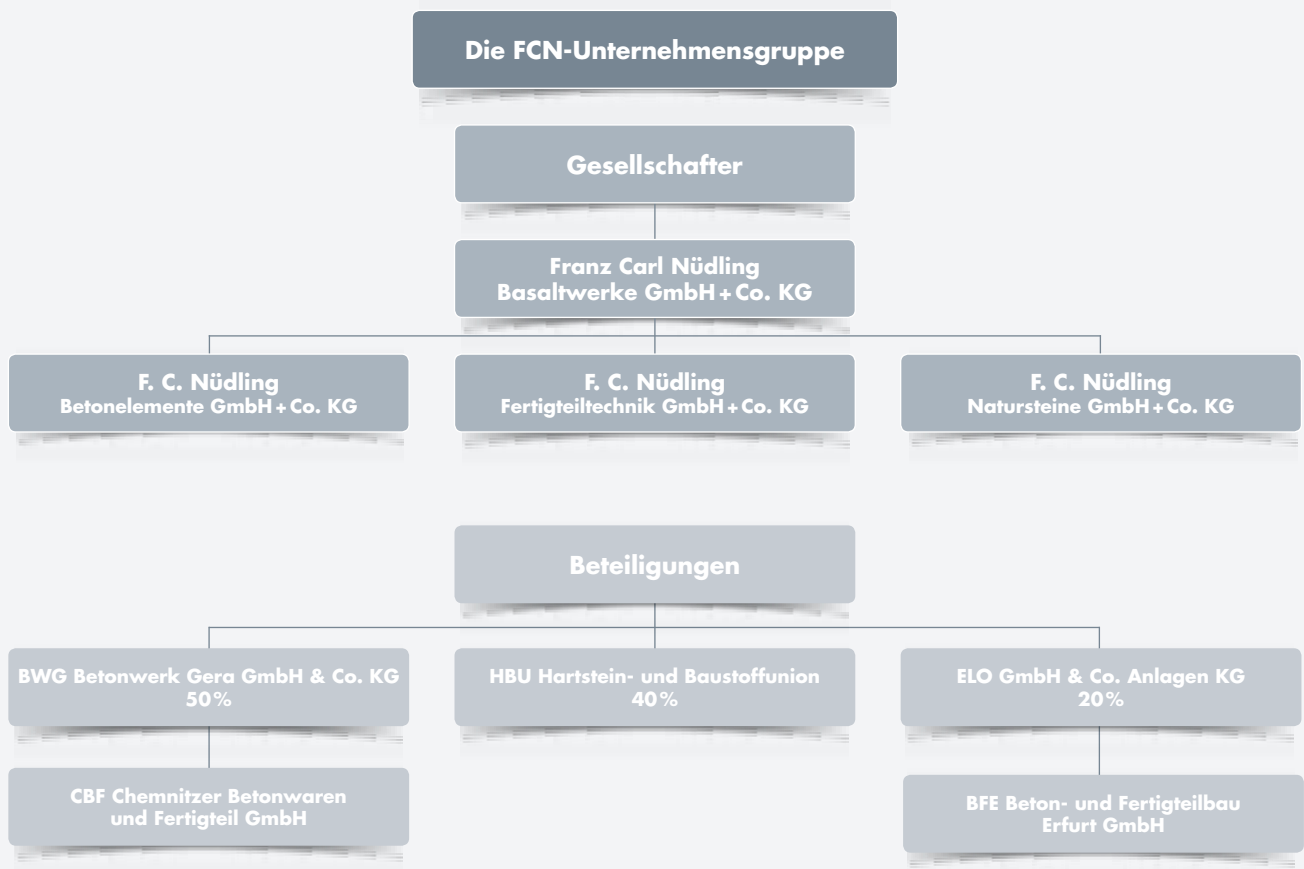 Die FCN-Unternehmensgruppe
Gesellschafter
Franz Carl Nüdling
Basaltwerke GmbH + Co. KG
F. C. Nüdling
Betonelemente GmbH + Co. KG
F. C. Nüdling
Fertigteiltechnik GmbH + Co. KG
F. C. Nüdling
Natursteine GmbH + Co. KG
Beteiligungen
BWG Betonwerk Gera GmbH & Co. KG
50 %
HBU Hartstein- und Baustoffunion
40 %
ELO GmbH & Co. Anlagen KG
20 %
CBF Chemnitzer Betonwaren
und Fertigteil GmbH
BFE Beton- und Fertigteilbau
Erfurt GmbH